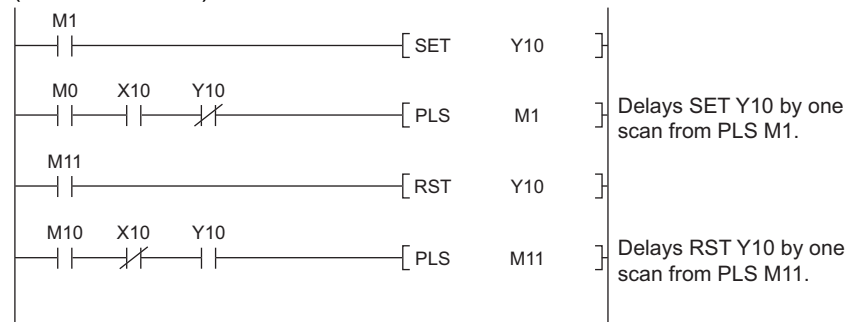 M1
SET Y10
M0 X10 Y10
PLS M1
Delays SET Y10 by one
scan from PLS M1.
M11
RST Y10
M10 X10 Y10
PLS M11
Delays RST Y10 by one
scan from PLS M11.